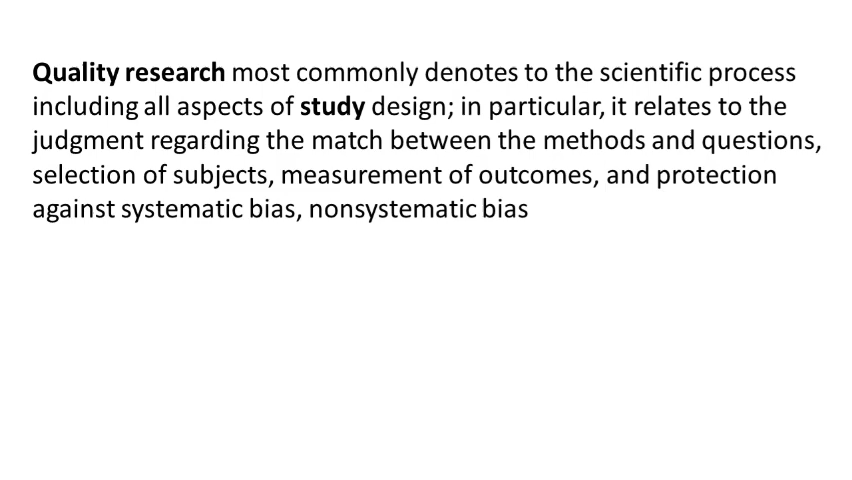 Quality research most commonly denotes to the scientific process
including all aspects of study design; in particular, it relates to the
judgment regarding the match between the methods and questions,
selection of subjects, measurement of outcomes, and protection
against systematic bias, nonsystematic bias